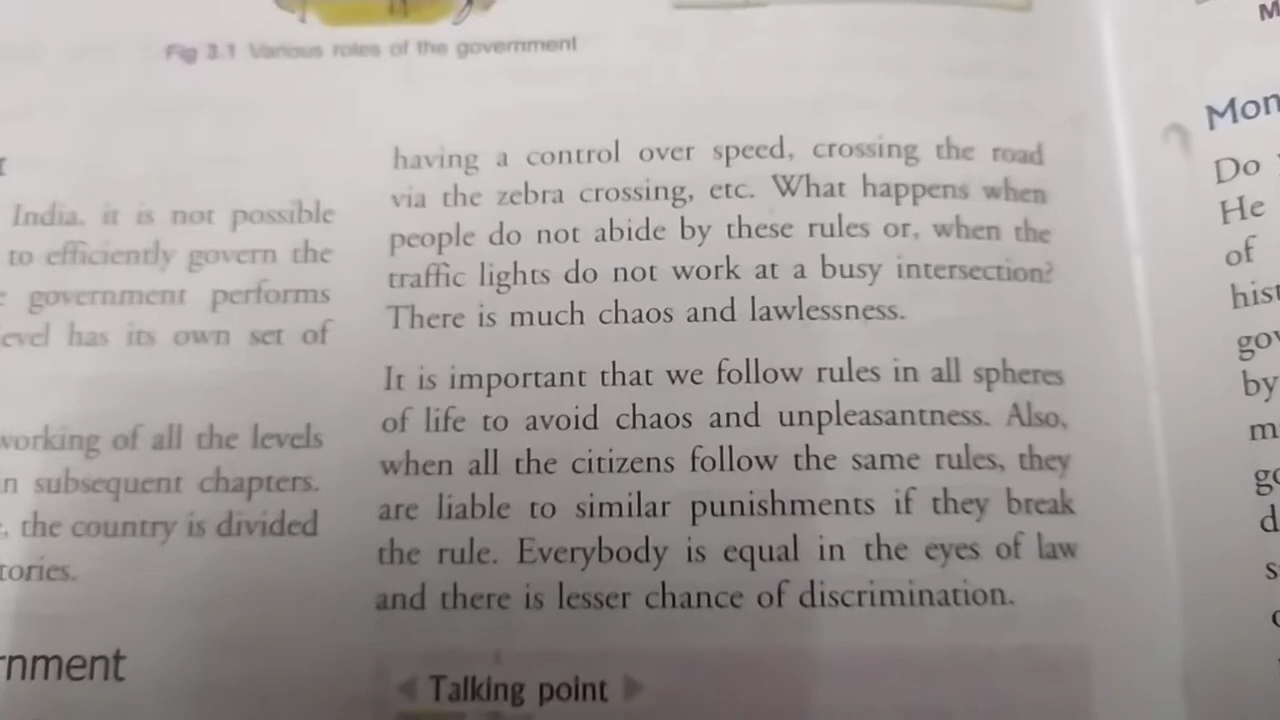 Fig 3.1 Various roles of the government
India, it is not possible
to efficiently govern the
government performs
has its own set of
working of all the levels
in subsequent chapters.
the country is divided
having a control over speed, crossing the road
via the zebra crossing, etc. What happens when
people do not abide by these rules or, when the
traffic lights do not work at a busy intersection?
There is much chaos and lawlessness.
It is important that we follow rules in all spheres
of life to avoid chaos and unpleasantness. Also,
when all the citizens follow the same rules, they
are liable to similar punishments if they break
the rule. Everybody is equal in the eyes of law
and there is lesser chance of discrimination.
Talking point
Do
He
of
by